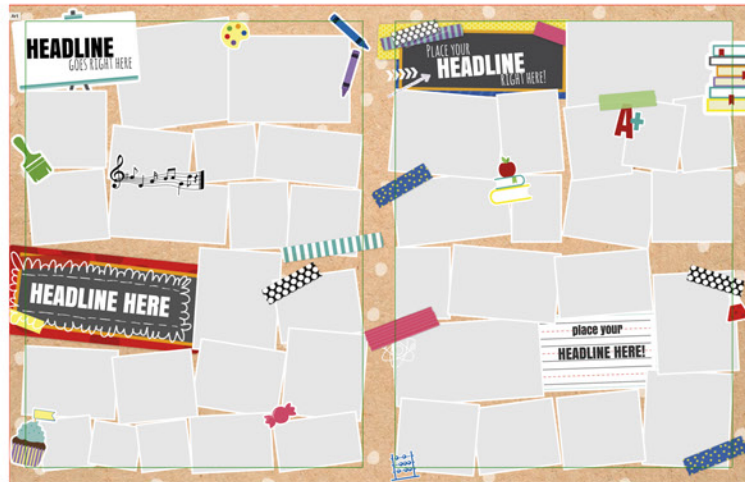 HEADLINE
GOES RIGHT HERE
PLACE YOUR
HEADLINE
RIGHT HERE!
A+
HEADLINE HERE
place your
HEADLINE HERE!